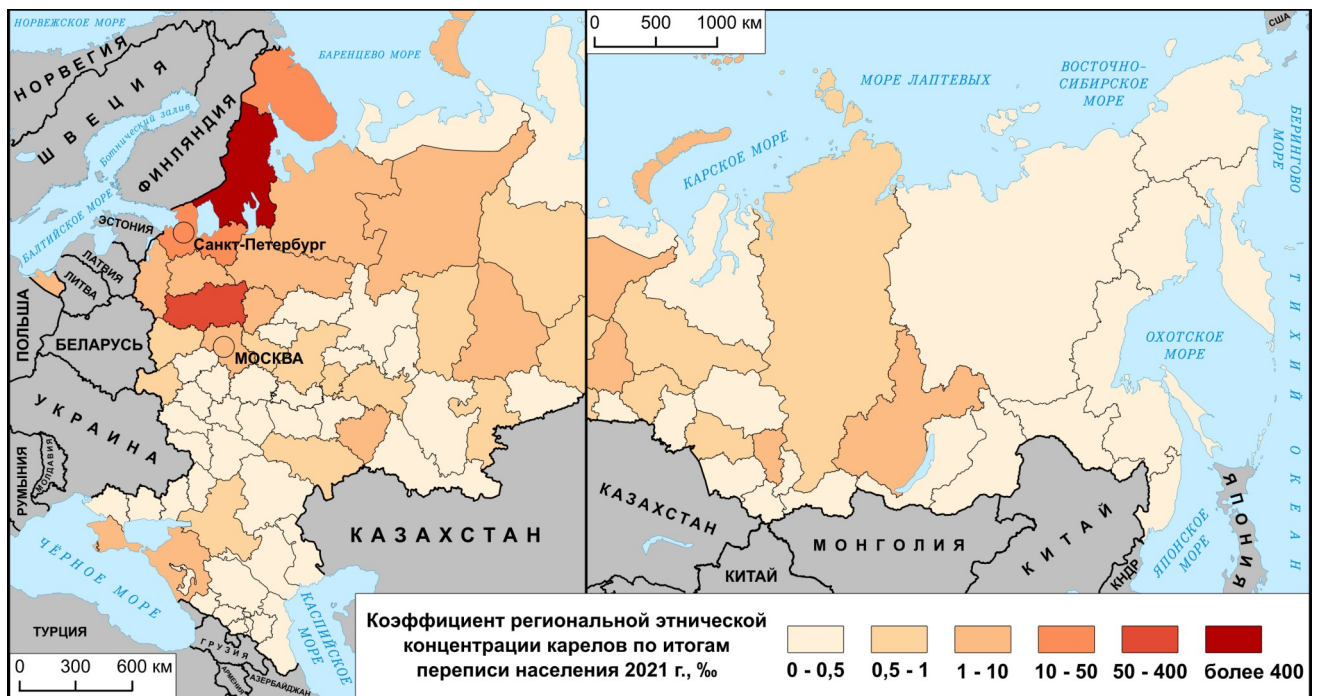 НОРВЕЖСКОЕ МОРЕ
НОРВЕГИЯ
ШВЕЦИЯ
Ботнический залив
ФИНЛЯНДИЯ
БАРЕНЦЕВО МОРЕ
БАЛТИЙСКОЕ МОРЕ
ЭСТОНИЯ
Санкт-Петербург
ЛАТВИЯ
ЛИТВА
ПОЛЬША
БЕЛАРУСЬ
МОСКВА
УКРАИНА
РУМЫНИЯ
МОЛДАВИЯ
КАЗАХСТАН
ЧЁРНОЕ МОРЕ
КАСПИЙСКОЕ
МОРЕ
ТУРЦИЯ
ГРУЗИЯ
АРМЕНИЯ
АЗЕРБАЙДЖАН
0 300 600 км
0 500 1000 км
США
МОРЕ ЛАПТЕВЫХ
ВОСТОЧНО-
СИБИРСКОЕ
МОРЕ
БЕРИНГОВО
МОРЕ
КАРСКОЕ МОРЕ
ОХОТСКОЕ
МОРЕ
ТИХИЙ ОКЕАН
КАЗАХСТАН
КИТАЙ
МОНГОЛИЯ
КИТАЙ
КНДР
ЯПОНСКОЕ
МОРЕ
ЯПОНИЯ
Коэффициент региональной этнической
концентрации карелов по итогам
переписи населения 2021 г., ‰
0 - 0,5 0,5 - 1 1 - 10 10 - 50 50 - 400 более 400